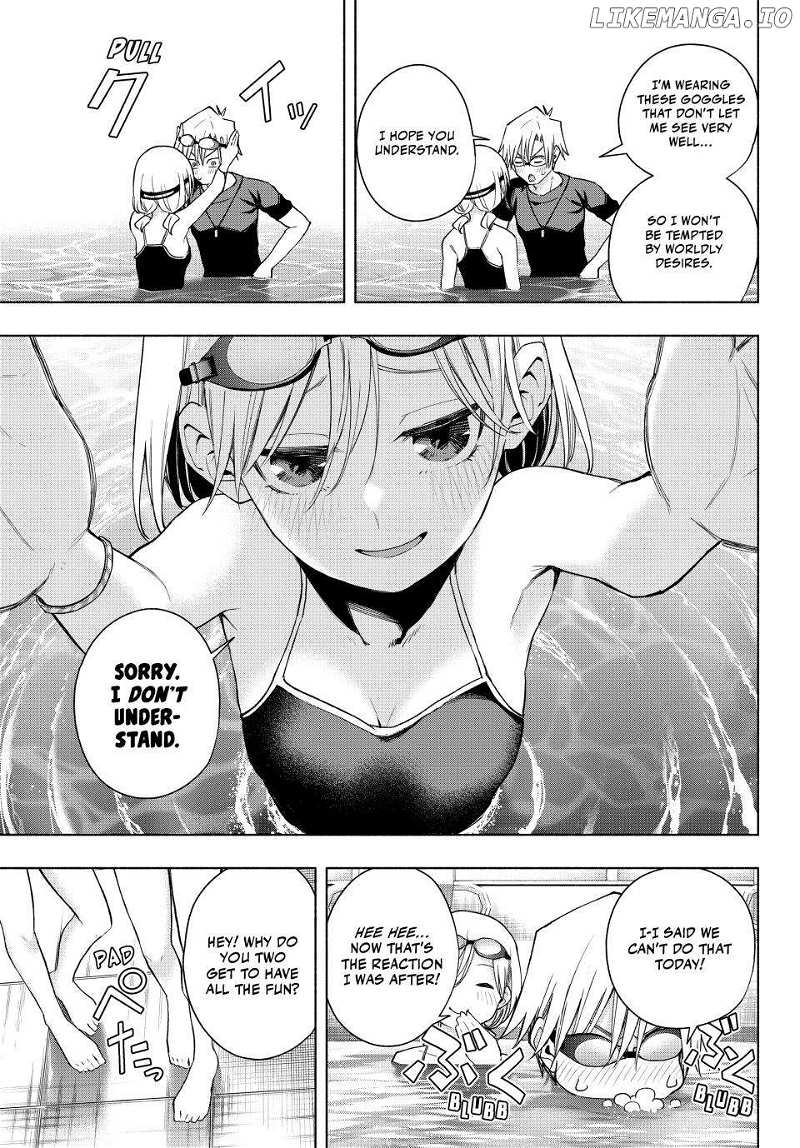 LIKEMANGA.IO
I'M WEARING
THESE GOGGLES
THAT DON'T LET
ME SEE VERY
WELL...
SO I WON'T
BE TEMPTED
BY WORLDLY
DESIRES.
I HOPE YOU
UNDERSTAND.
PULL
クイッ
SORRY.
I DON'T
UNDER-
STAND.
I-I SAID WE
CAN'T DO THAT
TODAY!
BLUBB
ぶく
HEE HEE...
NOW THAT'S
THE REACTION
I WAS AFTER!
ぶく
BLUBB
HEY! WHY DO
YOU TWO
GET TO HAVE
ALL THE FUN?
PAD
ぺた